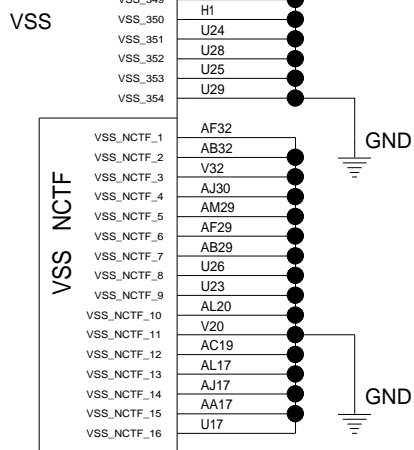 VSS_349
VSS VSS_350 H1
VSS_351 U24
VSS_352 U28
VSS_353 U25
VSS_354 U29
GND
VSS NCTF
VSS_NCTF_1 AF32
VSS_NCTF_2 AB32
VSS_NCTF_3 V32
VSS_NCTF_4 AJ30
VSS_NCTF_5 AM29
VSS_NCTF_6 AF29
VSS_NCTF_7 AB29
VSS_NCTF_8 U26
VSS_NCTF_9 U23
VSS_NCTF_10 AL20
VSS_NCTF_11 V20
VSS_NCTF_12 AC19
VSS_NCTF_13 AL17
VSS_NCTF_14 AJ17
VSS_NCTF_15 AA17
VSS_NCTF_16 U17
GND